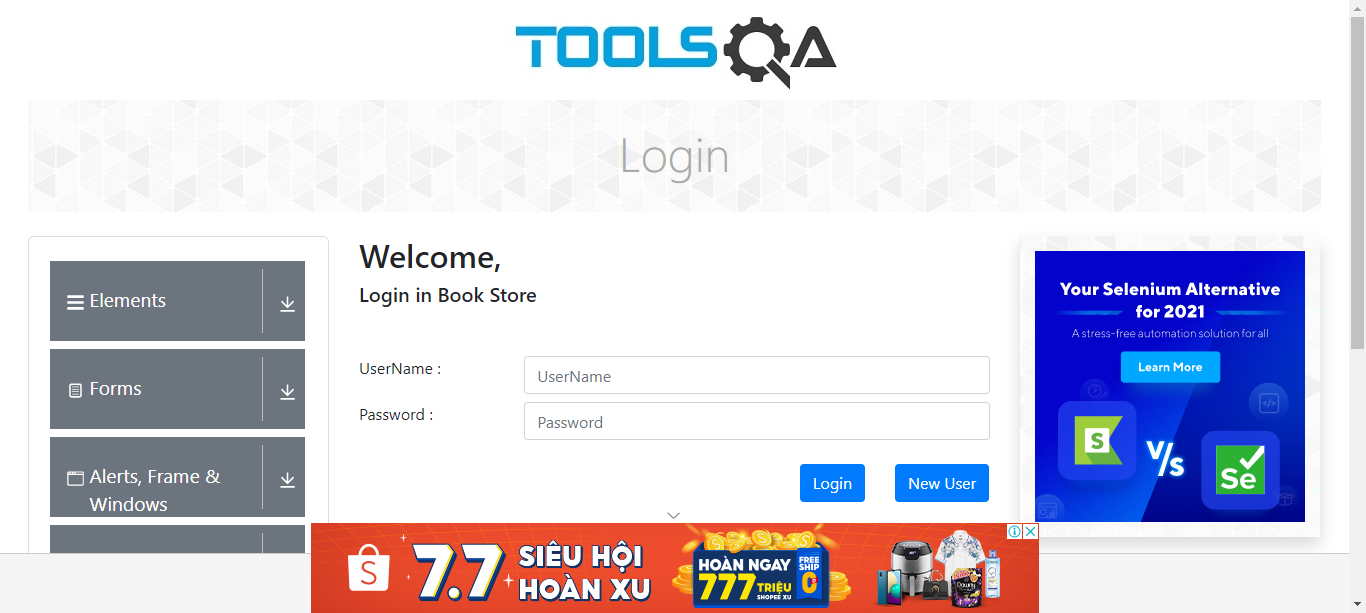 TOOLSQA
Login
Elements
Forms
Alerts, Frame &
Windows
Welcome,
Login in Book Store
UserName :
UserName
Password :
Password
Login
New User
Your Selenium Alternative
for 2021
A stress-free automation solution for all
Learn More
S
V/S
Se
</>
S
7.7
SIÊU HỘI
HOÀN XU
HOÀN NGAY
777 TRIỆU
SHOPEE XU
FREE
SHIP
0Đ
Downy